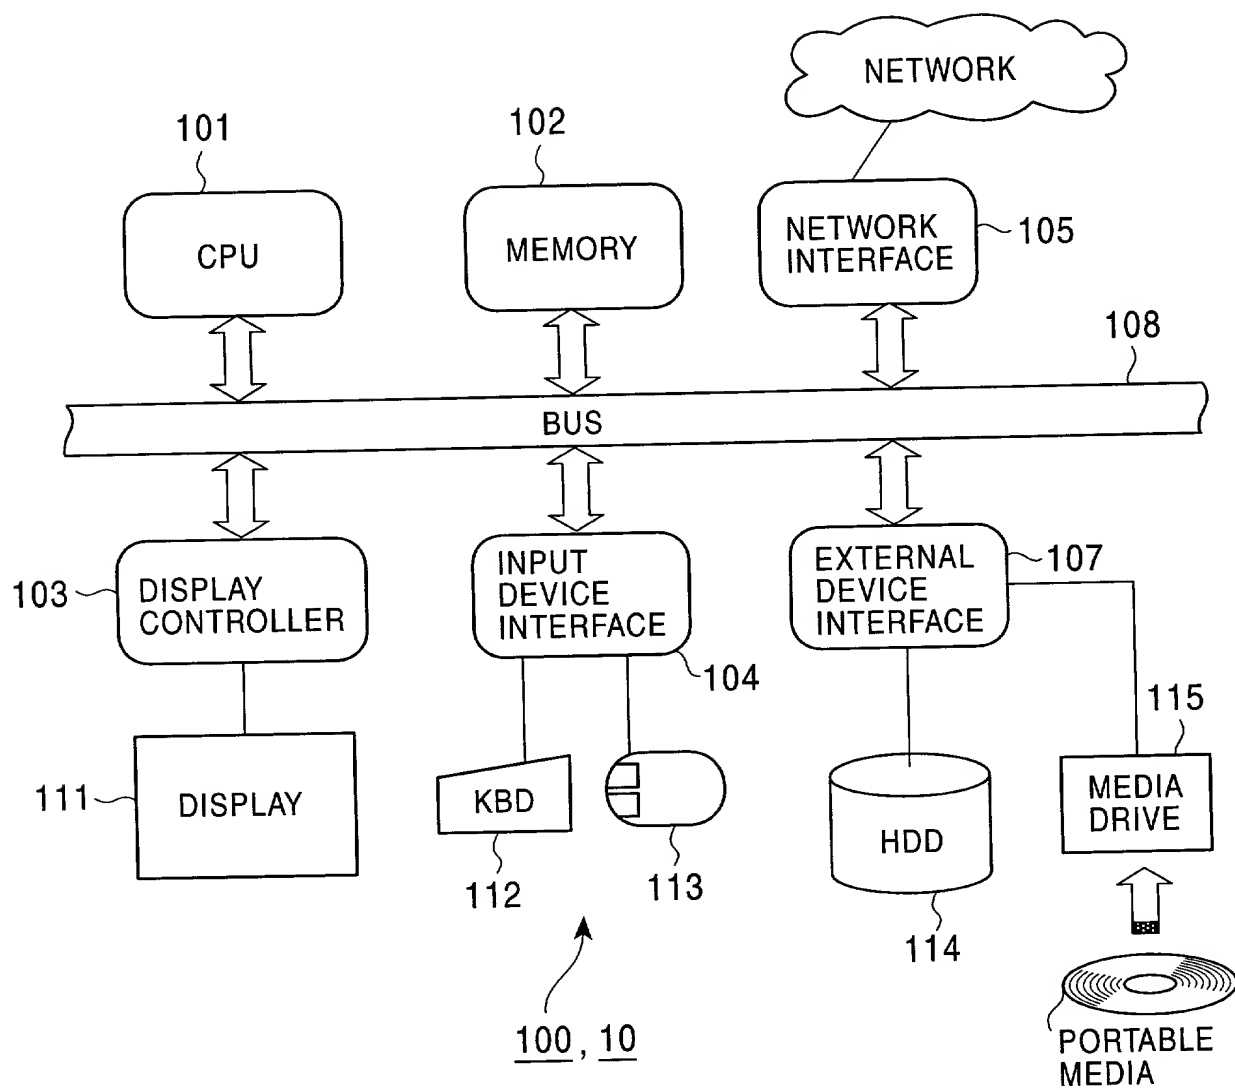 NETWORK
101
102
CPU
MEMORY
NETWORK
INTERFACE
105
108
BUS
103
DISPLAY
CONTROLLER
INPUT
DEVICE
INTERFACE
104
EXTERNAL
DEVICE
INTERFACE
107
115
111
DISPLAY
KBD
112
113
HDD
114
MEDIA
DRIVE
100, 10
PORTABLE
MEDIA